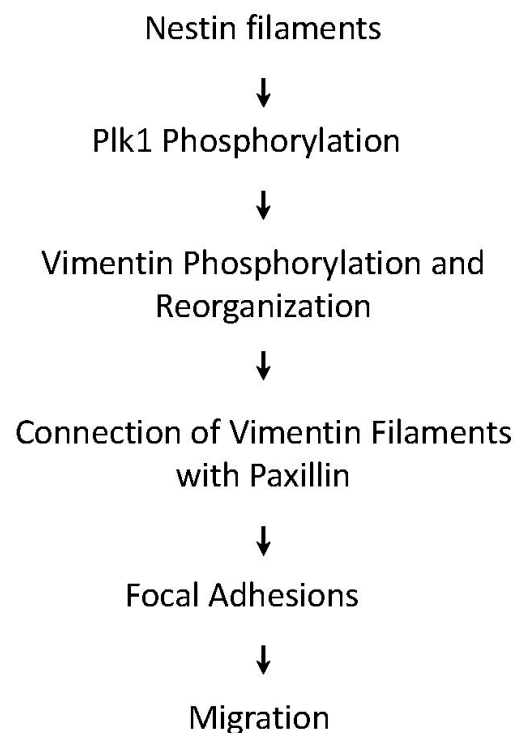 Nestin filaments
Plk1 Phosphorylation
Vimentin Phosphorylation and
Reorganization
Connection of Vimentin Filaments
with Paxillin
Focal Adhesions
Migration